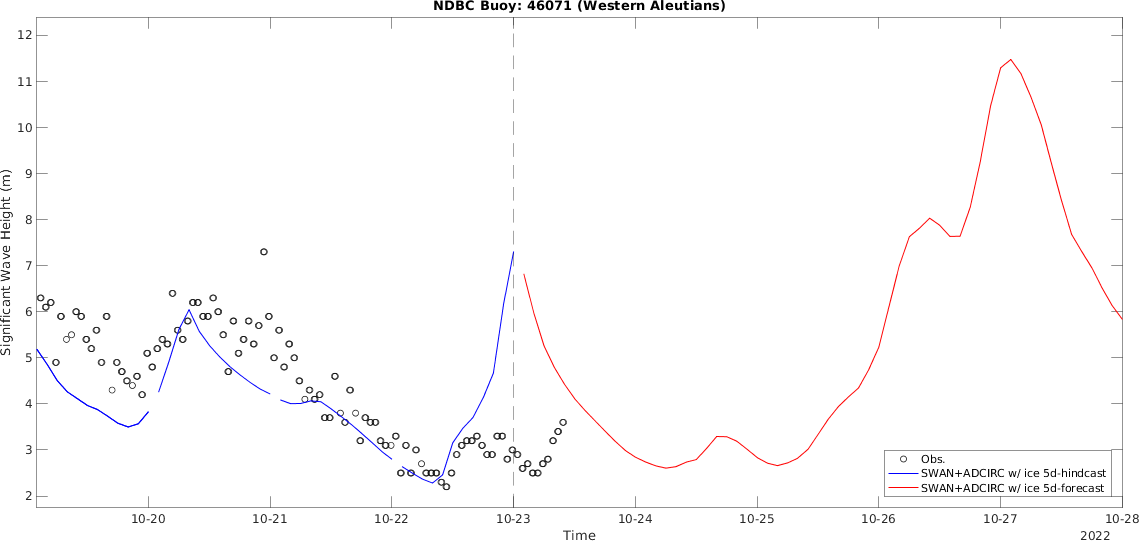 NDBC Buoy: 46071 (Western Aleutians)
12
11
10
9
8
7
6
5
4
3
2
Significant Wave Height (m)
Obs.
SWAN+ADCIRC w/ ice 5d-hindcast
SWAN+ADCIRC w/ ice 5d-forecast
10-20 10-21 10-22 10-23 10-24 10-25 10-26 10-27 10-28
Time
2022